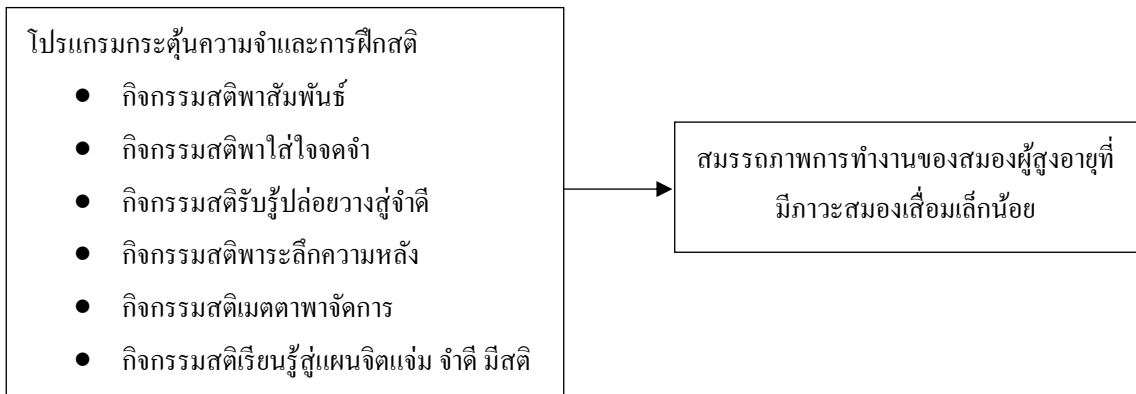 โปรแกรมกระตุ้นความจำและการฝึกสติ
● กิจกรรมสติพาสัมพันธ์
● กิจกรรมสติพาใส่ใจจดจำ
● กิจกรรมสติรับรู้ปล่อยวางสู่จำดี
● กิจกรรมสติพาระลึกความหลัง
● กิจกรรมสติเมตตาพาจัดการ
● กิจกรรมสติเรียนรู้สู่แผนจิตแจ่ม จำดี มีสติ
สมรรถภาพการทำงานของสมองผู้สูงอายุที่
มีภาวะสมองเสื่อมเล็กน้อย